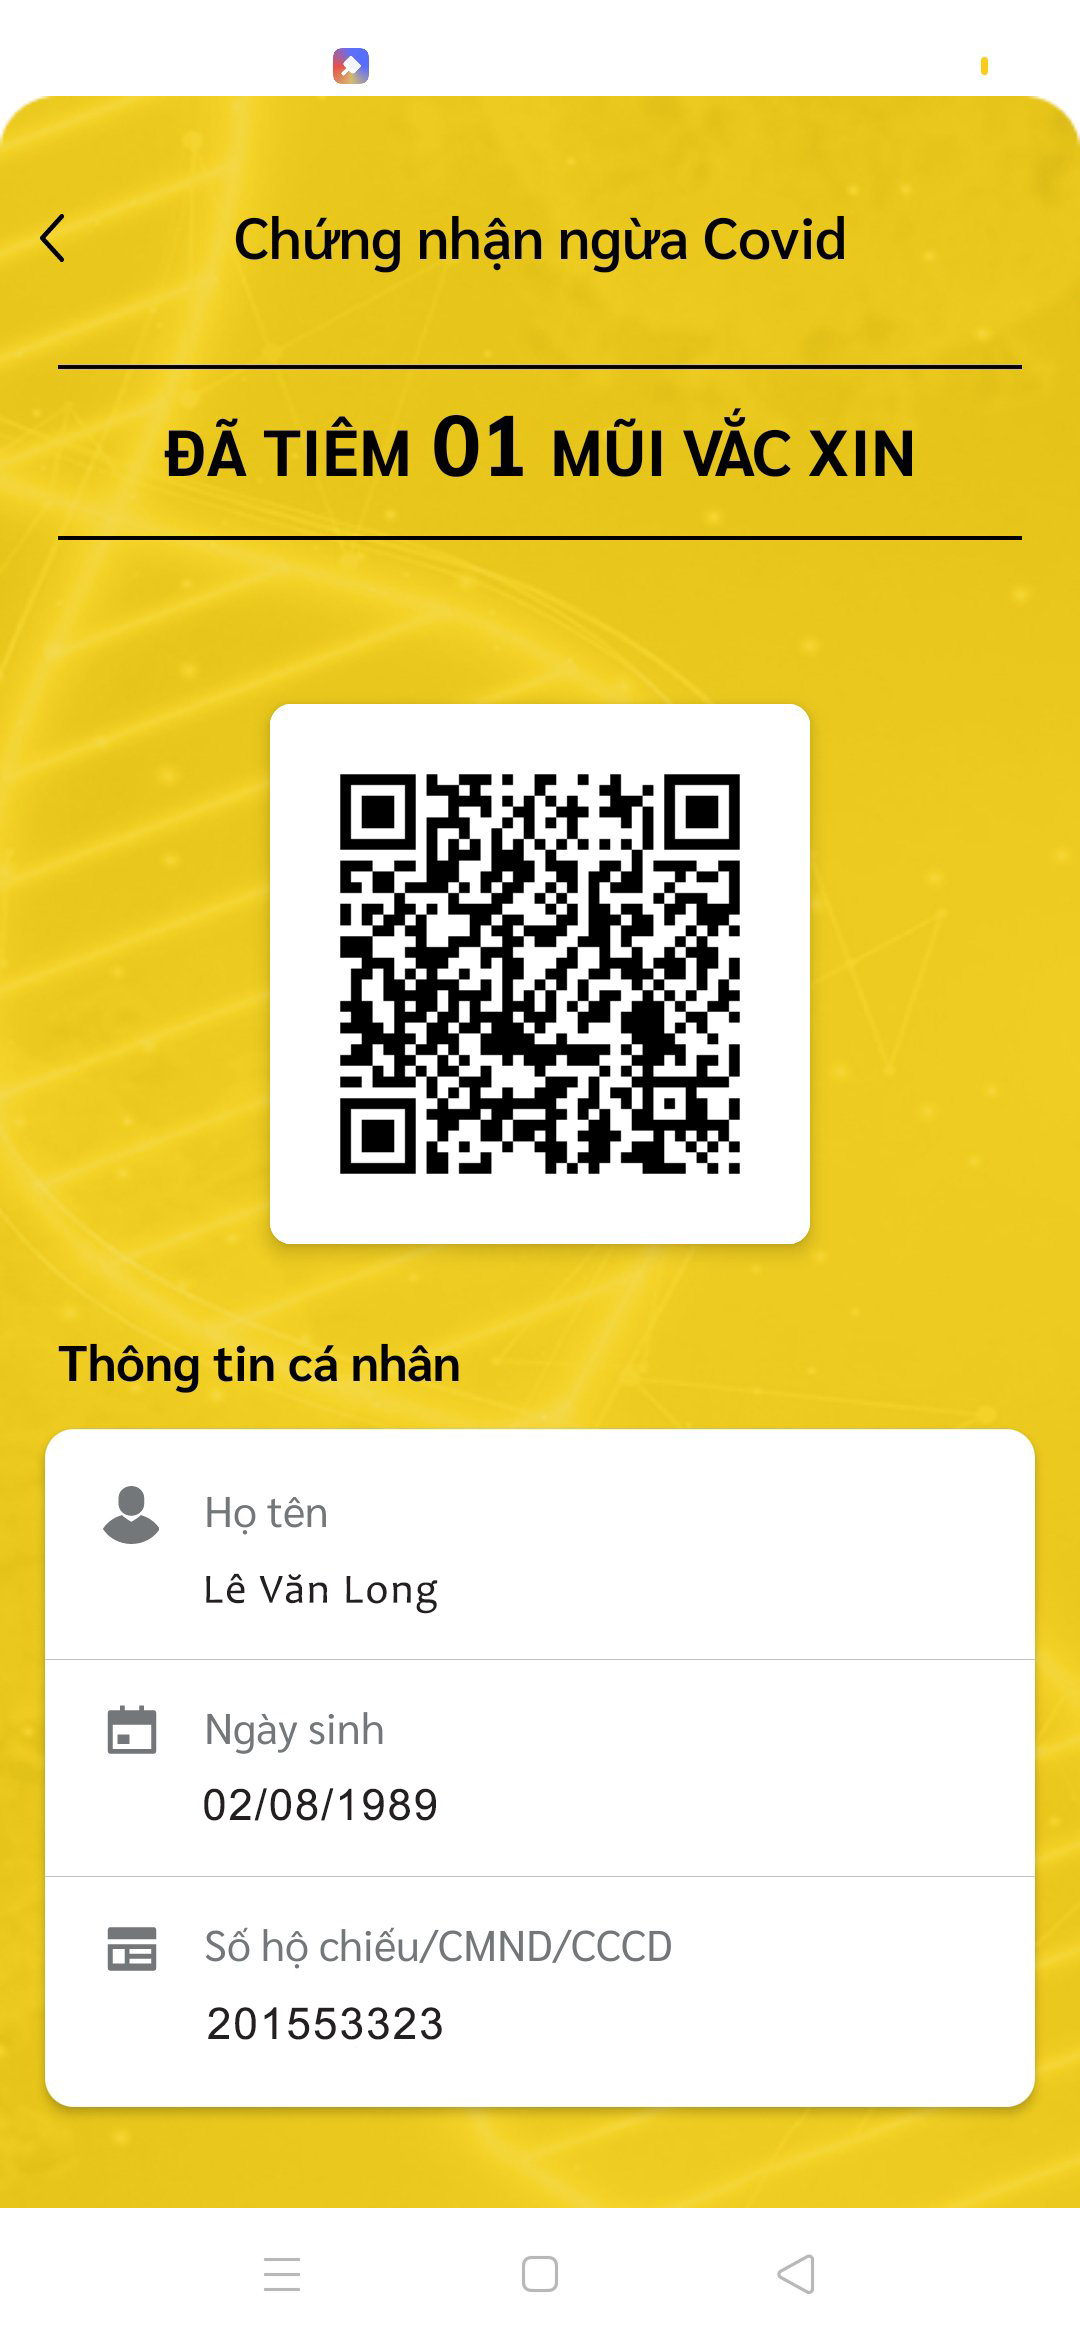 Chứng nhận ngừa Covid
ĐÃ TIÊM 01 MŨI VẮC XIN
Thông tin cá nhân
Họ tên
Lê Văn Long
Ngày sinh
02/08/1989
Số hộ chiếu/CMND/CCCD
201553323